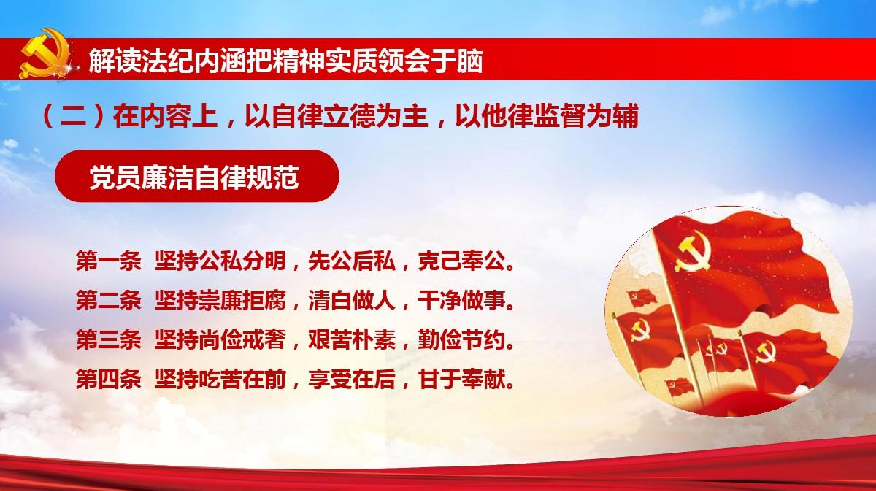 解读法纪内涵把精神实质领会于脑
（二）在内容上，以自律立德为主，以他律监督为辅
党员廉洁自律规范
第一条 坚持公私分明，先公后私，克己奉公。
第二条 坚持崇廉拒腐，清白做人，干净做事。
第三条 坚持尚俭戒奢，艰苦朴素，勤俭节约。
第四条 坚持吃苦在前，享受在后，甘于奉献。